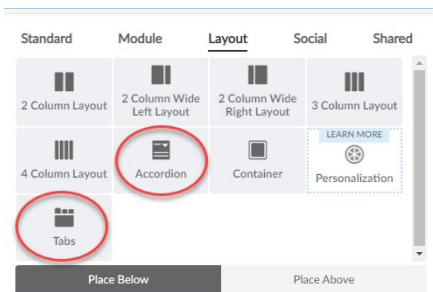 Standard Module Layout Social Shared
2 Column Layout
2 Column Wide
Left Layout
2 Column Wide
Right Layout
3 Column Layout
4 Column Layout
Accordion
Container
LEARN MORE
Personalization
Tabs
Place Below Place Above